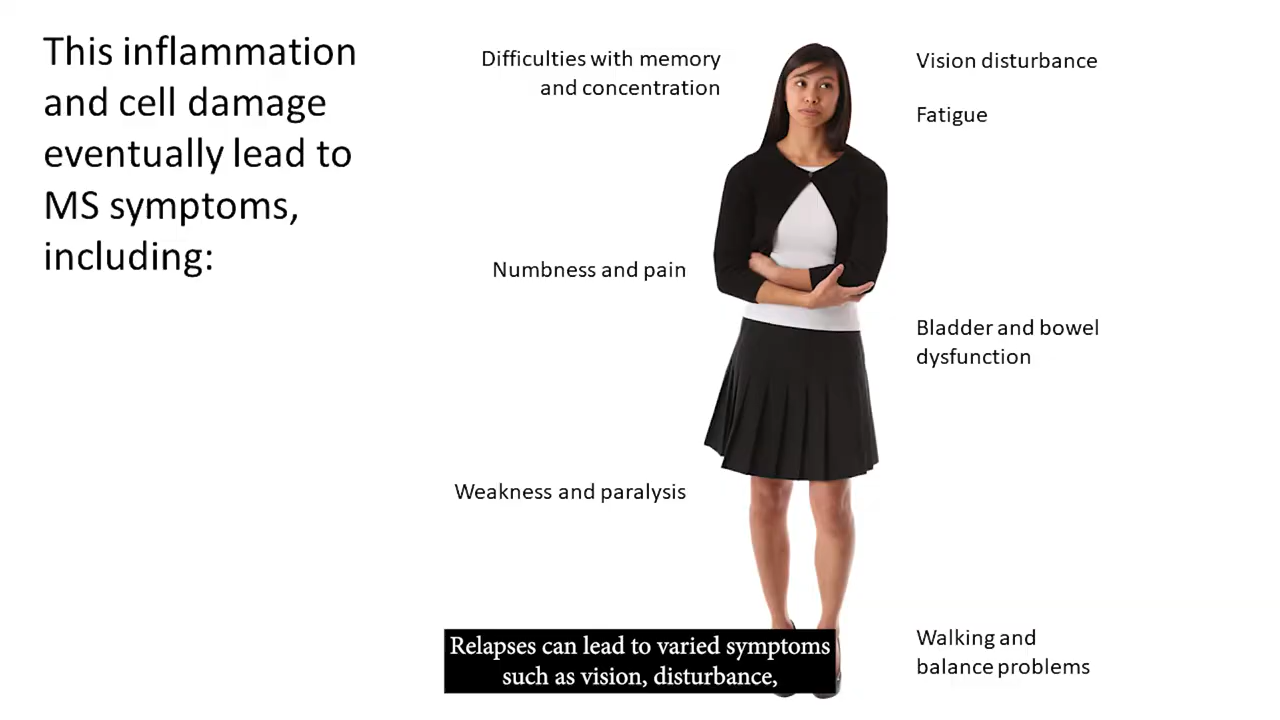 This inflammation
and cell damage
eventually lead to
MS symptoms,
including:
Difficulties with memory
and concentration
Vision disturbance
Fatigue
Numbness and pain
Bladder and bowel
dysfunction
Weakness and paralysis
Walking and
balance problems
Relapses can lead to varied symptoms
such as vision, disturbance,